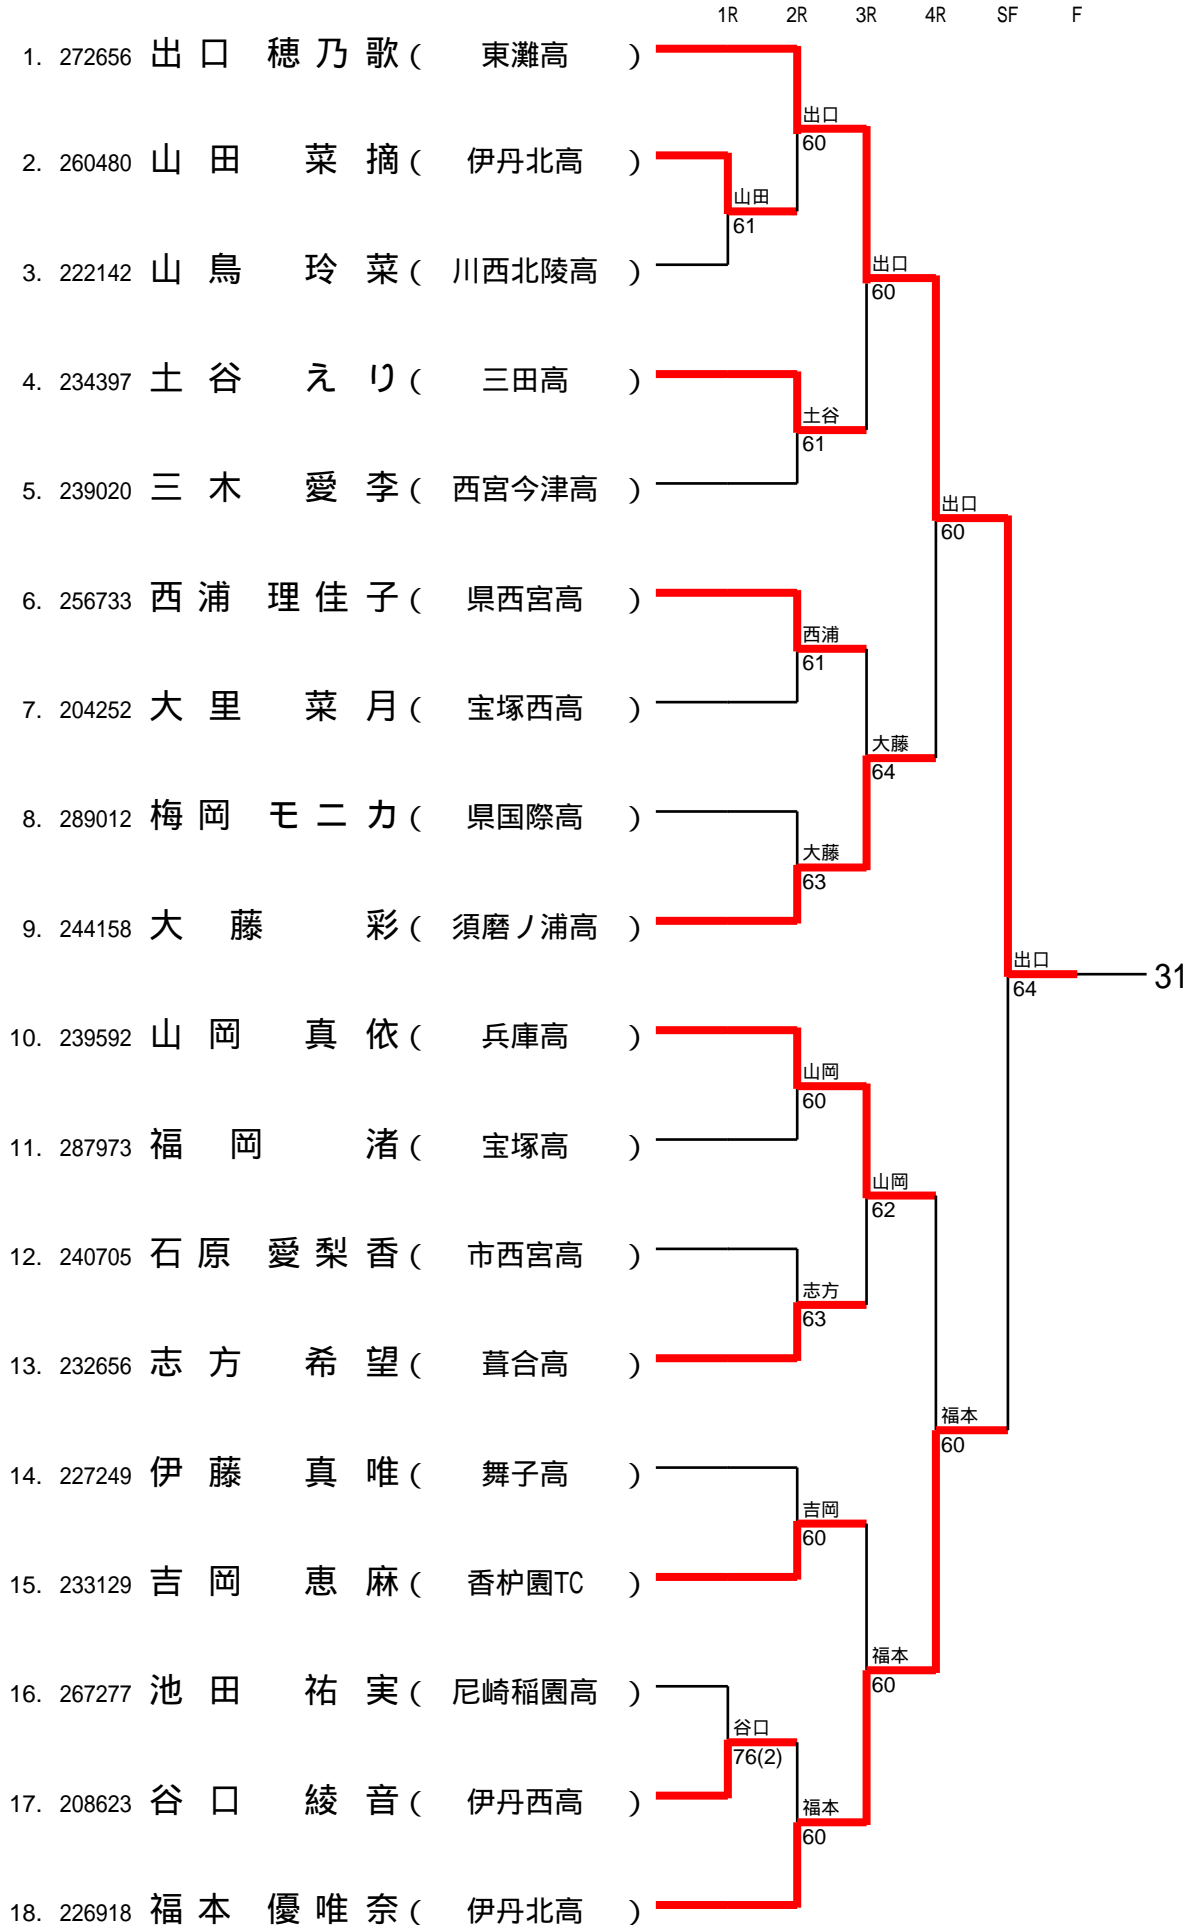 1R 2R 3R 4R SF F
1. 272656 出口 穂乃歌 ( 東灘高 )
出口
60
2. 260480 山田 菜摘 ( 伊丹北高 )
山田
61
3. 222142 山鳥 玲菜 ( 川西北陵高 )
出口
60
4. 234397 土谷 えり ( 三田高 )
土谷
61
5. 239020 三木 愛李 ( 西宮今津高 )
出口
60
6. 256733 西浦 理佳子 ( 県西宮高 )
西浦
61
7. 204252 大里 菜月 ( 宝塚西高 )
大藤
64
8. 289012 梅岡 モニカ ( 県国際高 )
大藤
63
9. 244158 大藤 彩 ( 須磨ノ浦高 )
出口
64
31
10. 239592 山岡 真依 ( 兵庫高 )
山岡
60
11. 287973 福岡 渚 ( 宝塚高 )
山岡
62
12. 240705 石原 愛梨香 ( 市西宮高 )
志方
63
13. 232656 志方 希望 ( 葺合高 )
福本
60
14. 227249 伊藤 真唯 ( 舞子高 )
吉岡
60
15. 233129 吉岡 恵麻 ( 香枦園TC )
福本
60
16. 267277 池田 祐実 ( 尼崎稲園高 )
谷口
76(2)
17. 208623 谷口 綾音 ( 伊丹西高 )
福本
60
18. 226918 福本 優唯奈 ( 伊丹北高 )